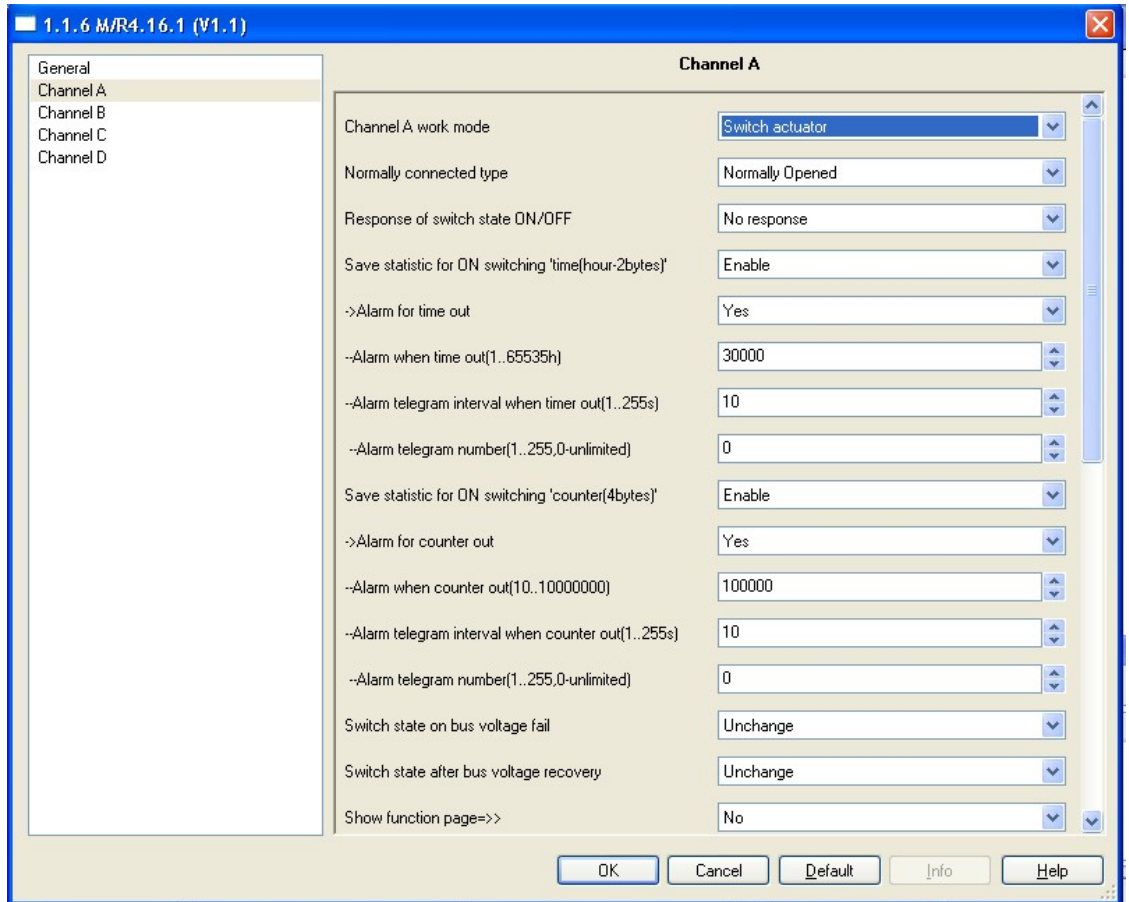 1.1.6 M/R4.16.1 (V1.1)
General
Channel A
Channel B
Channel C
Channel D
Channel A
Channel A work mode Switch actuator
Normally connected type Normally Opened
Response of switch state ON/OFF No response
Save statistic for ON switching 'time(hour-2bytes)' Enable
->Alarm for time out Yes
--Alarm when time out(1..65535h) 30000
--Alarm telegram interval when timer out(1..255s) 10
--Alarm telegram number(1..255,0-unlimited) 0
Save statistic for ON switching 'counter(4bytes)' Enable
->Alarm for counter out Yes
--Alarm when counter out(10..10000000) 100000
--Alarm telegram interval when counter out(1..255s) 10
--Alarm telegram number(1..255,0-unlimited) 0
Switch state on bus voltage fail Unchange
Switch state after bus voltage recovery Unchange
Show function page=>> No
OK Cancel Default Info Help